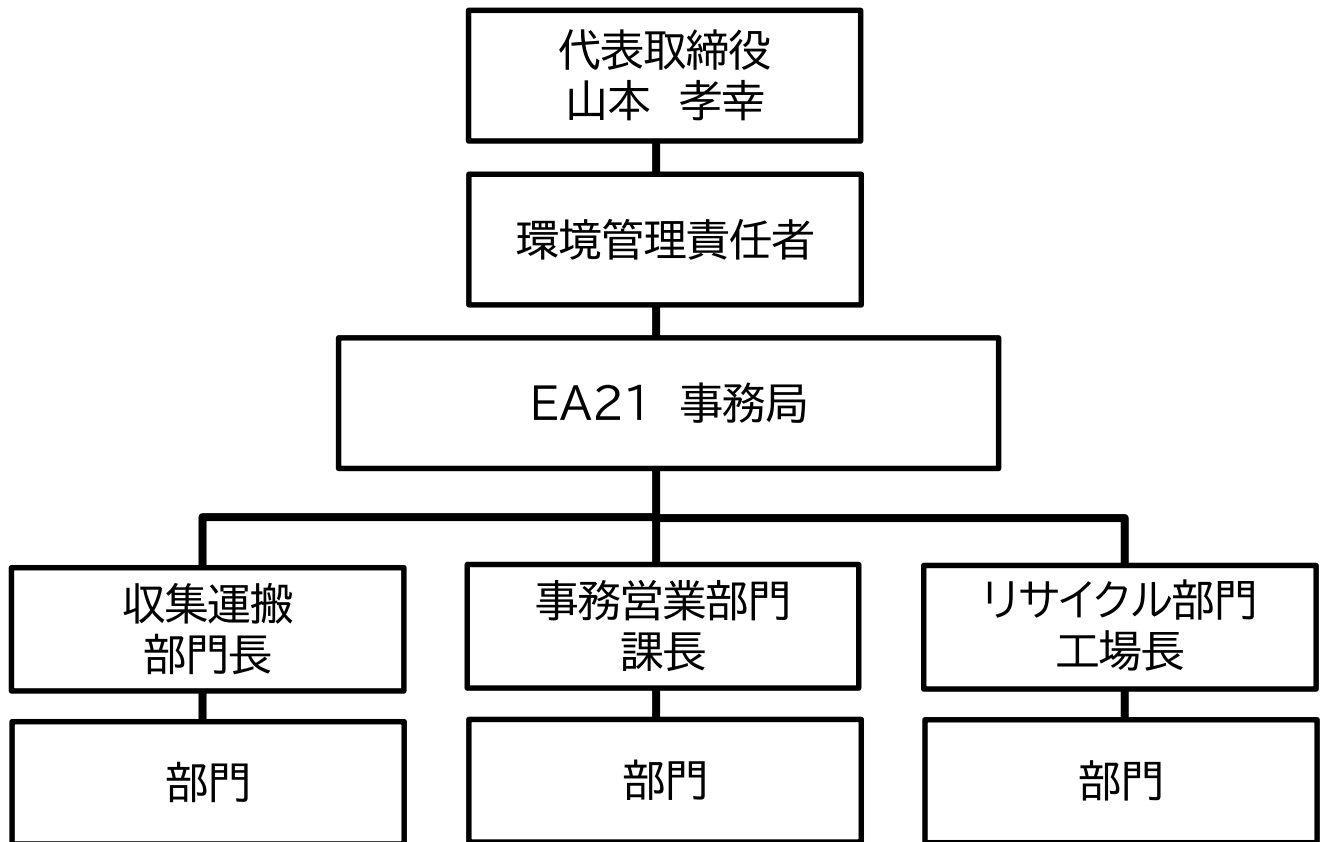 代表取締役
山本　孝幸
環境管理責任者
EA21　事務局
収集運搬
部門長
事務営業部門
課長
リサイクル部門
工場長
部門
部門
部門